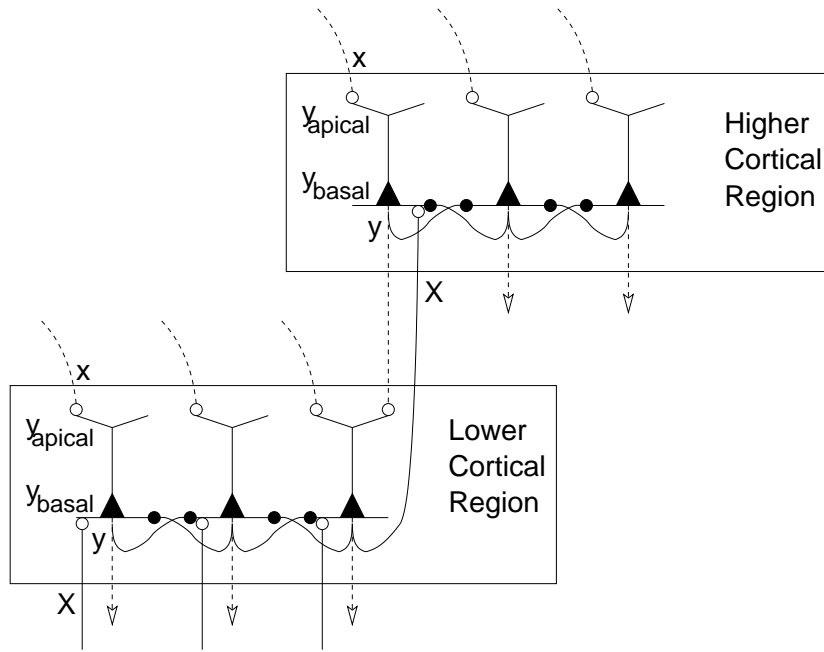 x
y apical
y basal
y
X
Higher
Cortical
Region
x
y apical
y basal
y
X
Lower
Cortical
Region